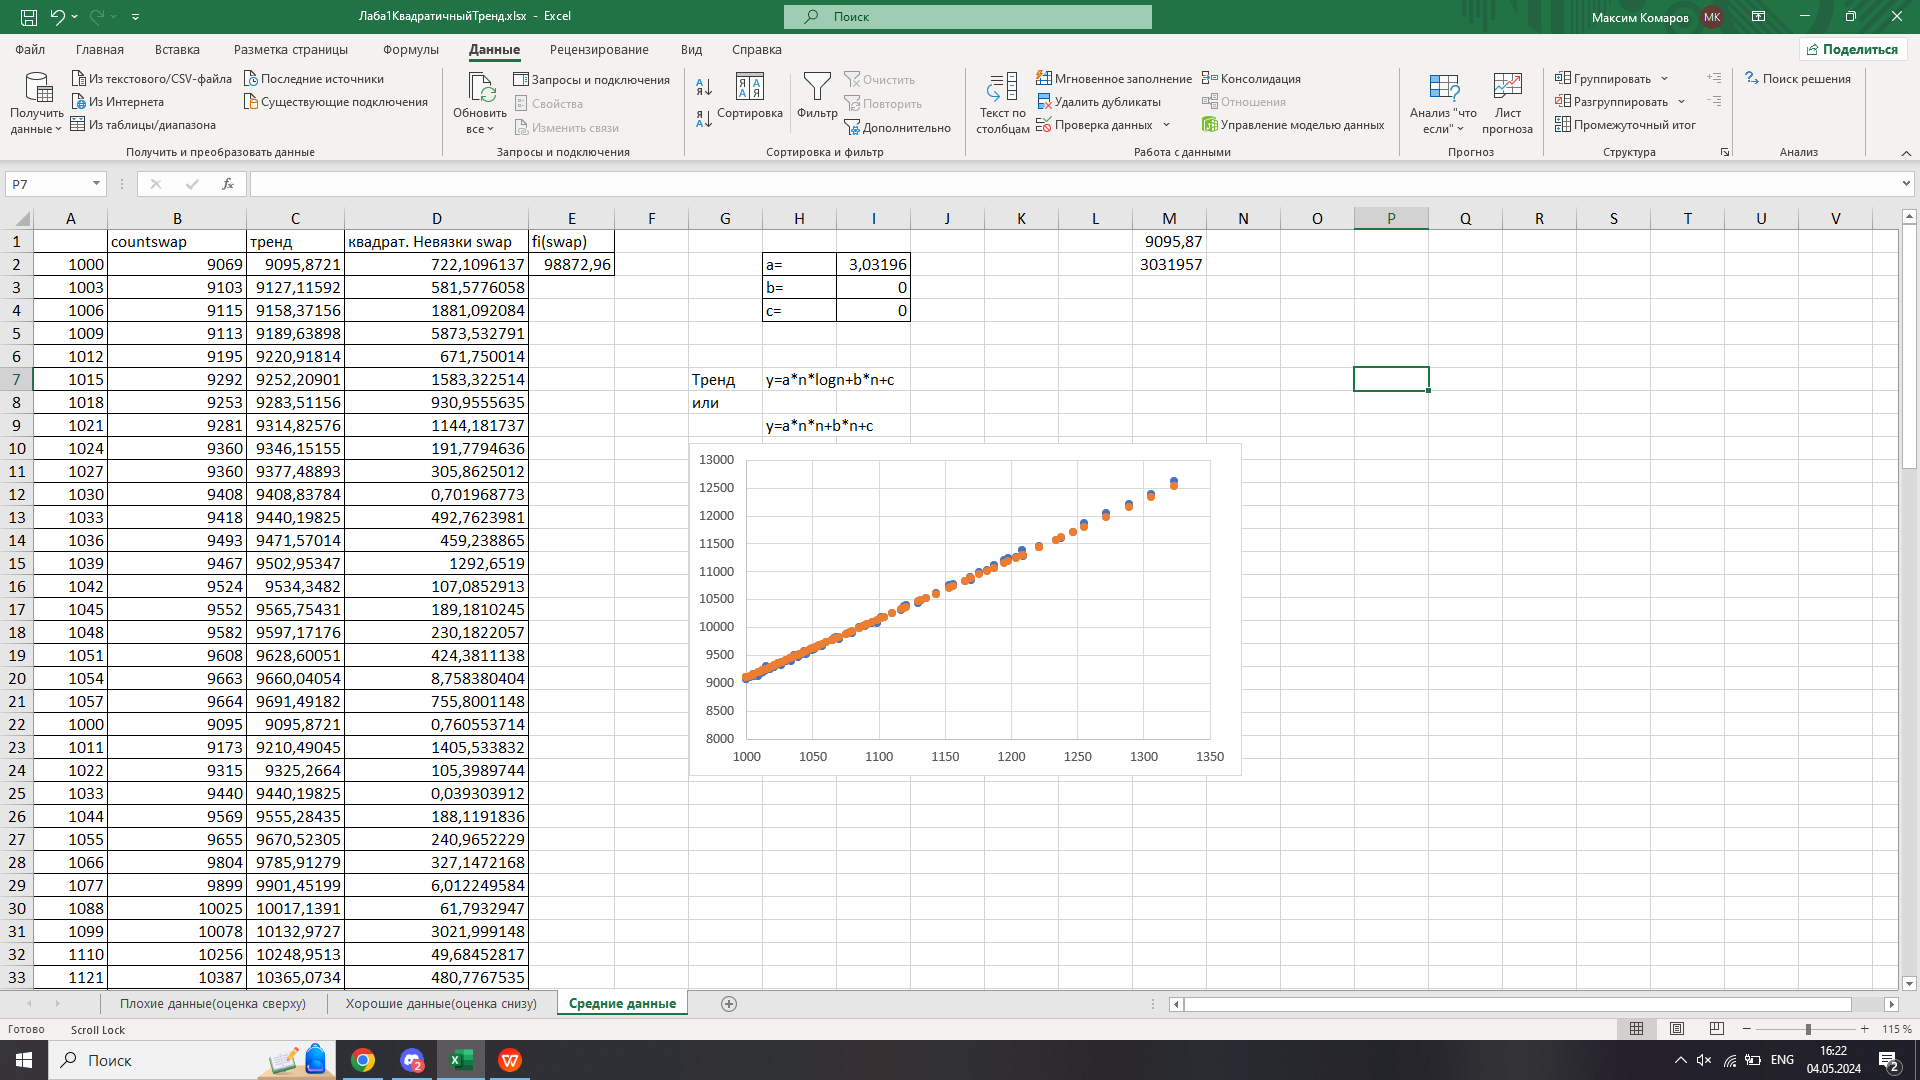 Лаба1КвадратичныйТренд.xlsx - Excel
Поиск
Максим Комаров МК
Файл Главная Вставка Разметка страницы Формулы Данные Рецензирование Вид Справка
Поделиться
Получить данные
Из текстового/CSV-файла
Из Интернета
Из таблицы/диапазона
Последние источники
Существующие подключения
Получить и преобразовать данные
Обновить все
Запросы и подключения
Свойства
Изменить связи
Запросы и подключения
Сортировка
Фильтр
Очистить
Повторить
Дополнительно
Сортировка и фильтр
Текст по столбцам
Мгновенное заполнение
Удалить дубликаты
Проверка данных
Консолидация
Отношения
Управление моделью данных
Работа с данными
Анализ "что если"
Лист прогноза
Прогноз
Группировать
Разгруппировать
Промежуточный итог
Структура
Поиск решения
Анализ
P7
fx
A B C D E F G H I J K L M N O P Q R S T U V
1 countswap тренд квадрат. Невязки swap fi(swap) 9095,87
2 1000 9069 9095,8721 722,1096137 98872,96 a= 3,03196 3031957
3 1003 9103 9127,11592 581,5776058 b= 0
4 1006 9115 9158,37156 1881,092084 c= 0
5 1009 9113 9189,63898 5873,532791
6 1012 9195 9220,91814 671,750014
7 1015 9292 9252,20901 1583,322514 Тренд y=a*n*logn+b*n+c
8 1018 9253 9283,51156 930,9555635 или
9 1021 9281 9314,82576 1144,181737 y=a*n*n+b*n+c
10 1024 9360 9346,15155 191,7794636
11 1027 9360 9377,48893 305,8625012
12 1030 9408 9408,83784 0,701968773
13 1033 9418 9440,19825 492,7623981
14 1036 9493 9471,57014 459,238865
15 1039 9467 9502,95347 1292,6519
16 1042 9524 9534,3482 107,0852913
17 1045 9552 9565,75431 189,1810245
18 1048 9582 9597,17176 230,1822057
19 1051 9608 9628,60051 424,3811138
20 1054 9663 9660,04054 8,758380404
21 1057 9664 9691,49182 755,8001148
22 1000 9095 9095,8721 0,760553714
23 1011 9173 9210,49045 1405,533832
24 1022 9315 9325,2664 105,3989744
25 1033 9440 9440,19825 0,039303912
26 1044 9569 9555,28435 188,1191836
27 1055 9655 9670,52305 240,9652229
28 1066 9804 9785,91279 327,1472168
29 1077 9899 9901,45199 6,012249584
30 1088 10025 10017,1391 61,7932947
31 1099 10078 10132,9727 3021,999148
32 1110 10256 10248,9513 49,68452817
33 1121 10387 10365,0734 480,7767535
13000
12500
12000
11500
11000
10500
10000
9500
9000
8500
8000
1000 1050 1100 1150 1200 1250 1300 1350
Плохие данные(оценка сверху) Хорошие данные(оценка снизу) Средние данные
Готово Scroll Lock
115 %
Поиск
2
ENG
16:22
04.05.2024
2